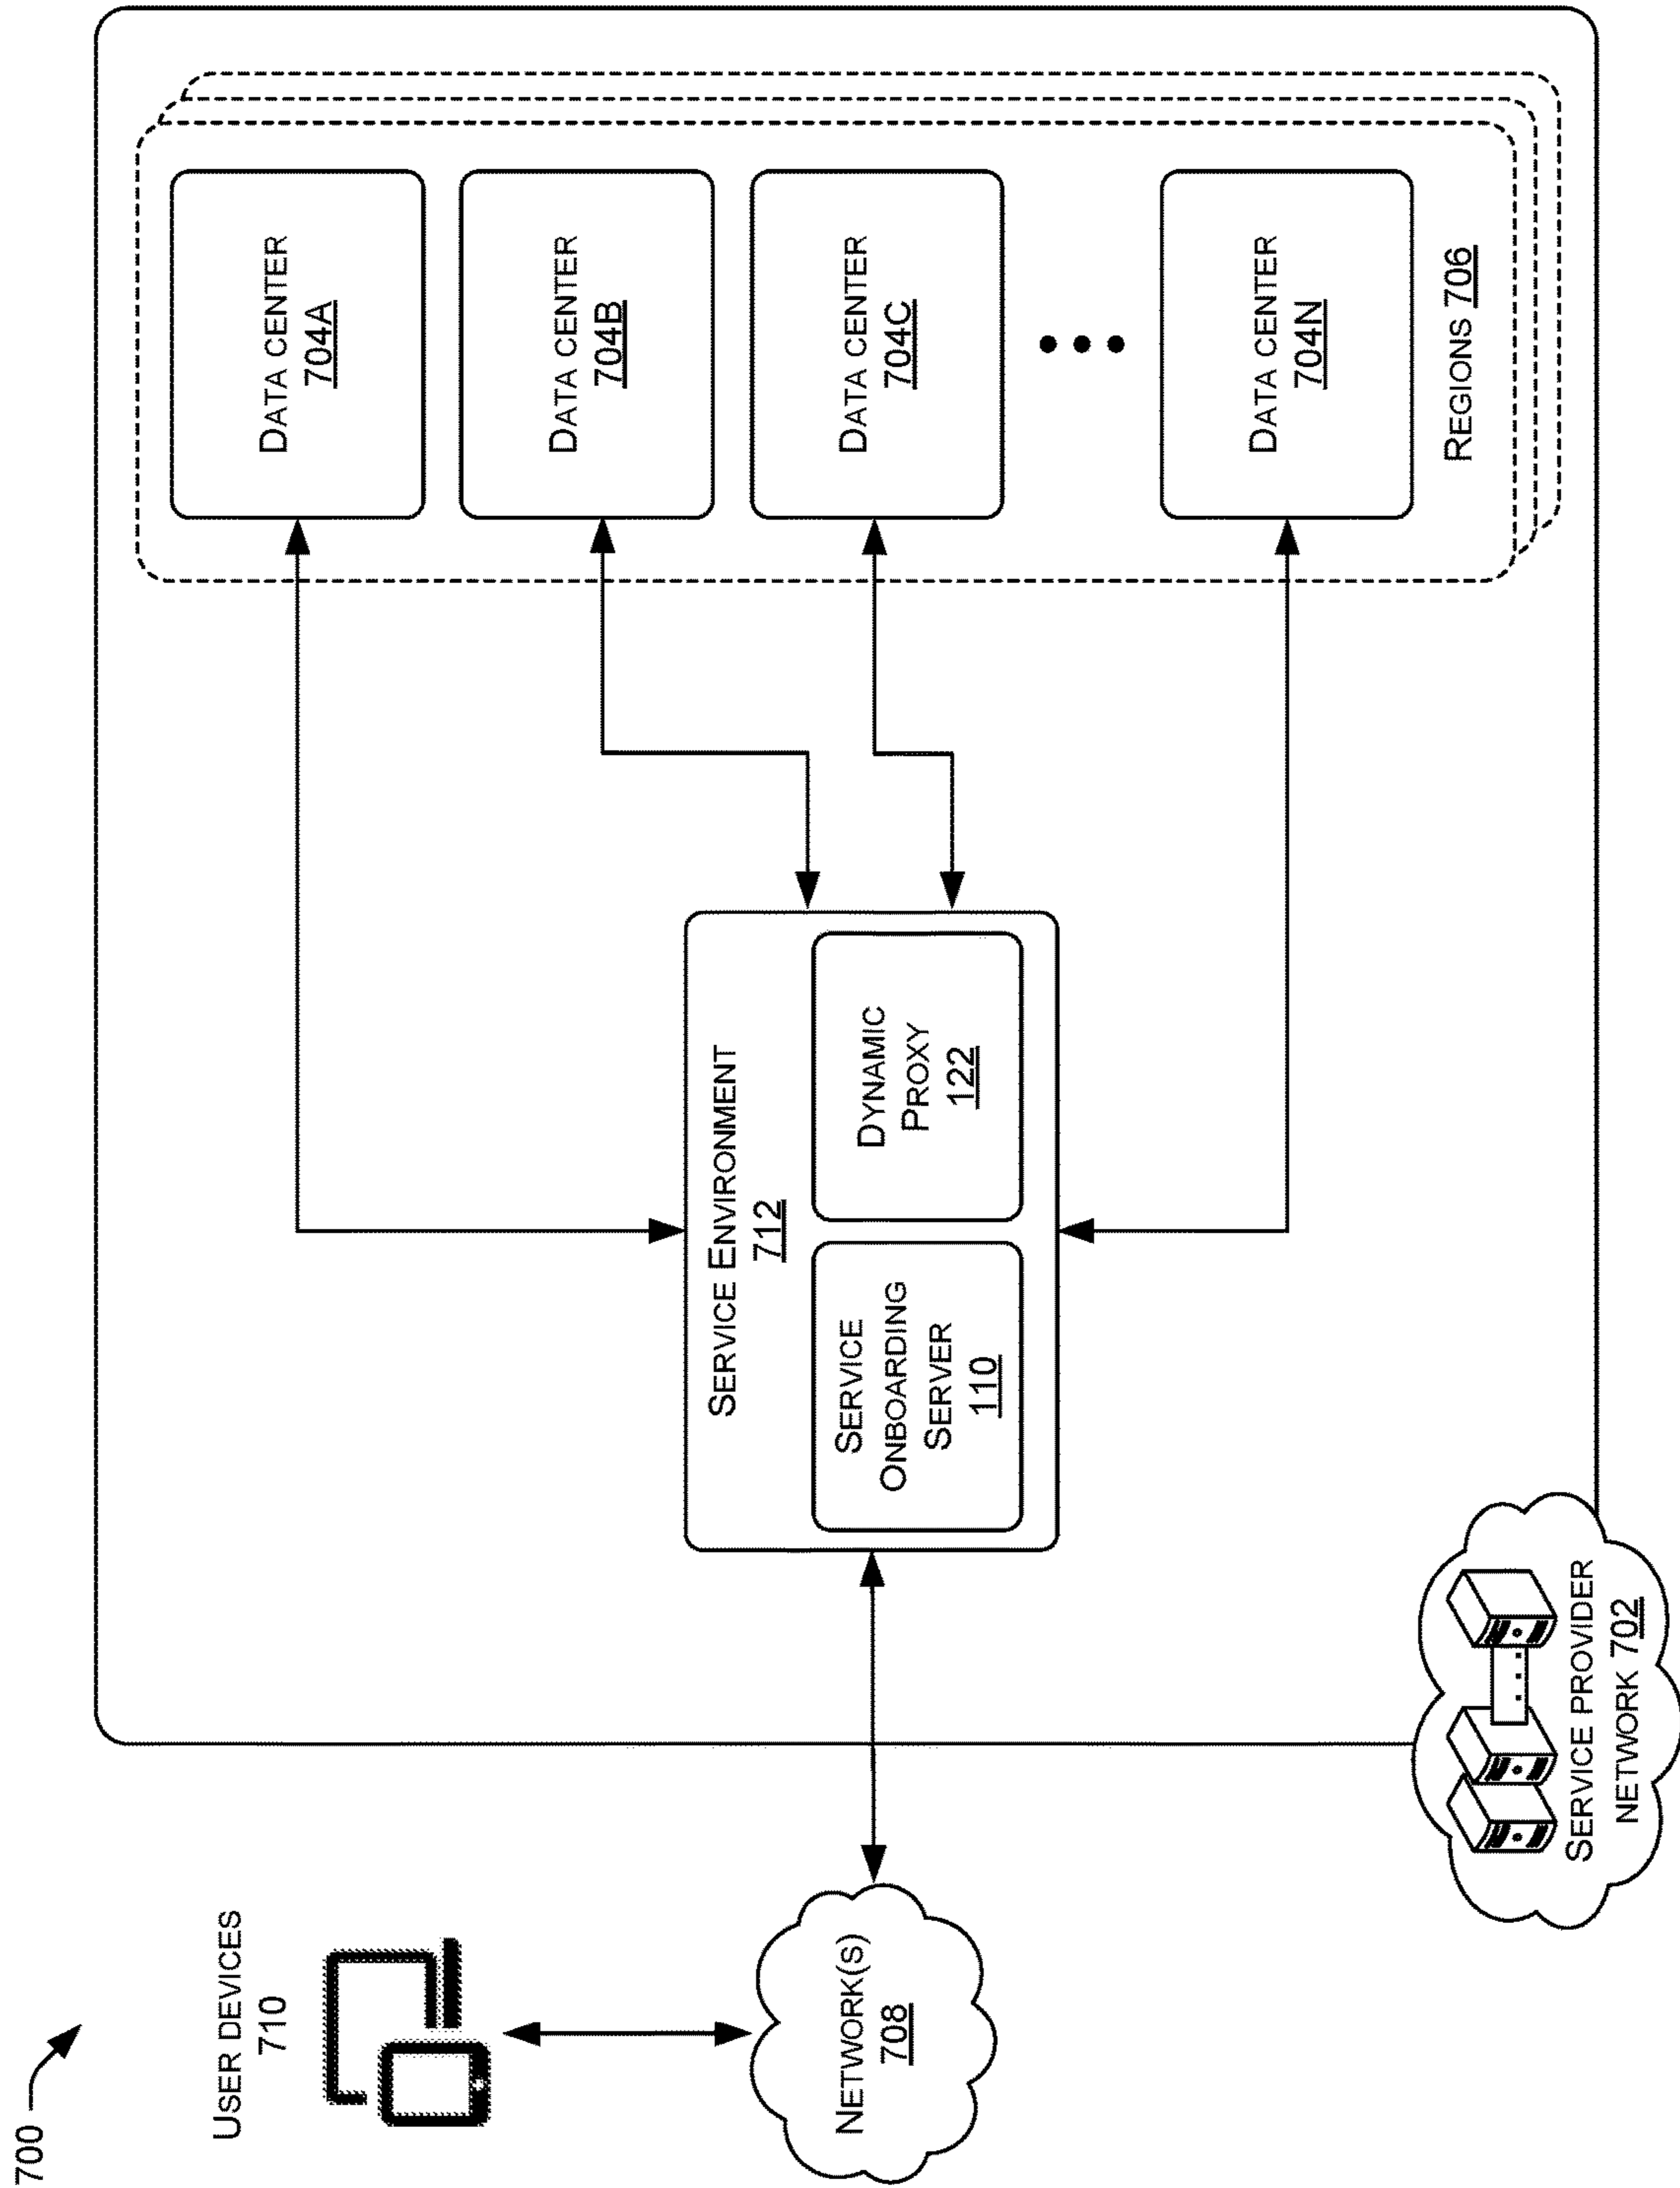 700
USER DEVICES
710
NETWORK(S)
708
SERVICE PROVIDER
NETWORK 702
SERVICE ENVIRONMENT
712
SERVICE
ONBOARDING
SERVER
110
DYNAMIC
PROXY
122
DATA CENTER
704A
DATA CENTER
704B
DATA CENTER
704C
DATA CENTER
704N
REGIONS 706